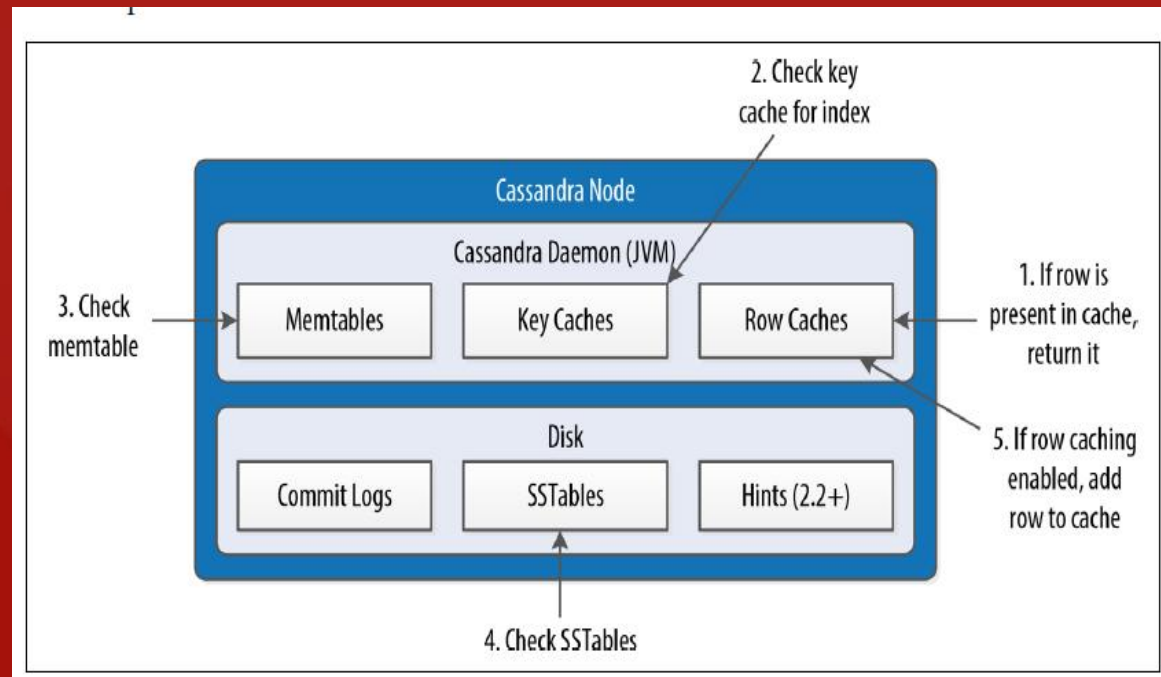 2. Check key
cache for index
Cassandra Node
Cassandra Daemon (JVM)
3. Check
memtable
Memtables
Key Caches
Row Caches
1. If row is
present in cache,
return it
Disk
Commit Logs
SSTables
Hints (2.2+)
5. If row caching
enabled, add
row to cache
4. Check SSTables